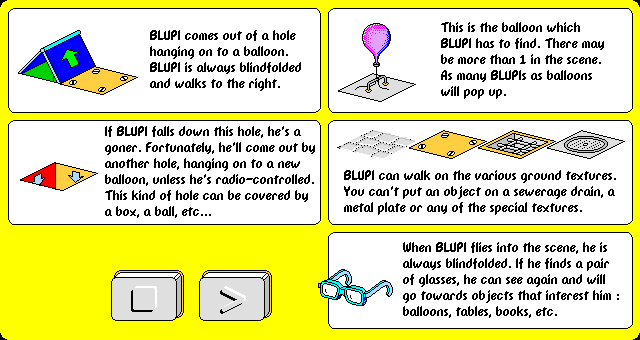 BLUPI comes out of a hole
hanging on to a balloon.
BLUPI is always blindfolded
and walks to the right.
This is the balloon which
BLUPI has to find. There may
be more than 1 in the scene.
As many BLUPIs as balloons
will pop up.
If BLUPI falls down this hole, he's a
goner. Fortunately, he'll come out by
another hole, hanging on to a new
balloon, unless he's radio-controlled.
This kind of hole can be covered by
a box, a ball, etc...
BLUPI can walk on the various ground textures.
You can't put an object on a sewerage drain, a
metal plate or any of the special textures.
When BLUPI flies into the scene, he is
always blindfolded. If he finds a pair
of glasses, he can see again and will
go towards objects that interest him :
balloons, tables, books, etc.